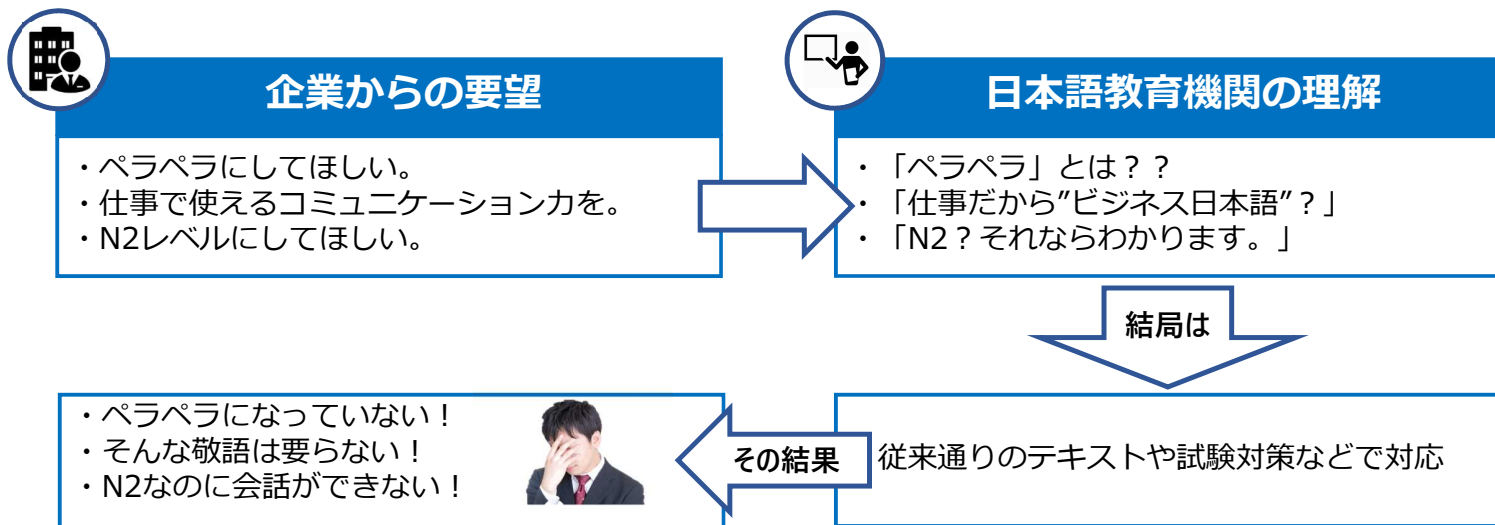 企業からの要望
・ペラペラにしてほしい。
・仕事で使えるコミュニケーション力を。
・N2レベルにしてほしい。
日本語教育機関の理解
・「ペラペラ」とは？？
・「仕事だから”ビジネス日本語”？」
・「N2？それならわかります。」
結局は
従来通りのテキストや試験対策などで対応
その結果
・ペラペラになっていない！
・そんな敬語は要らない！
・N2なのに会話ができない！